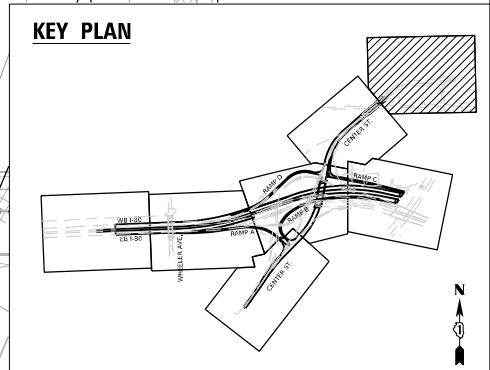 KEY PLAN
CENTER ST.
RAMP D
RAMP C
RAMP B
WB I-80
EB I-80
RAMP A
WHEELER AVE.
CENTER ST.
N
1